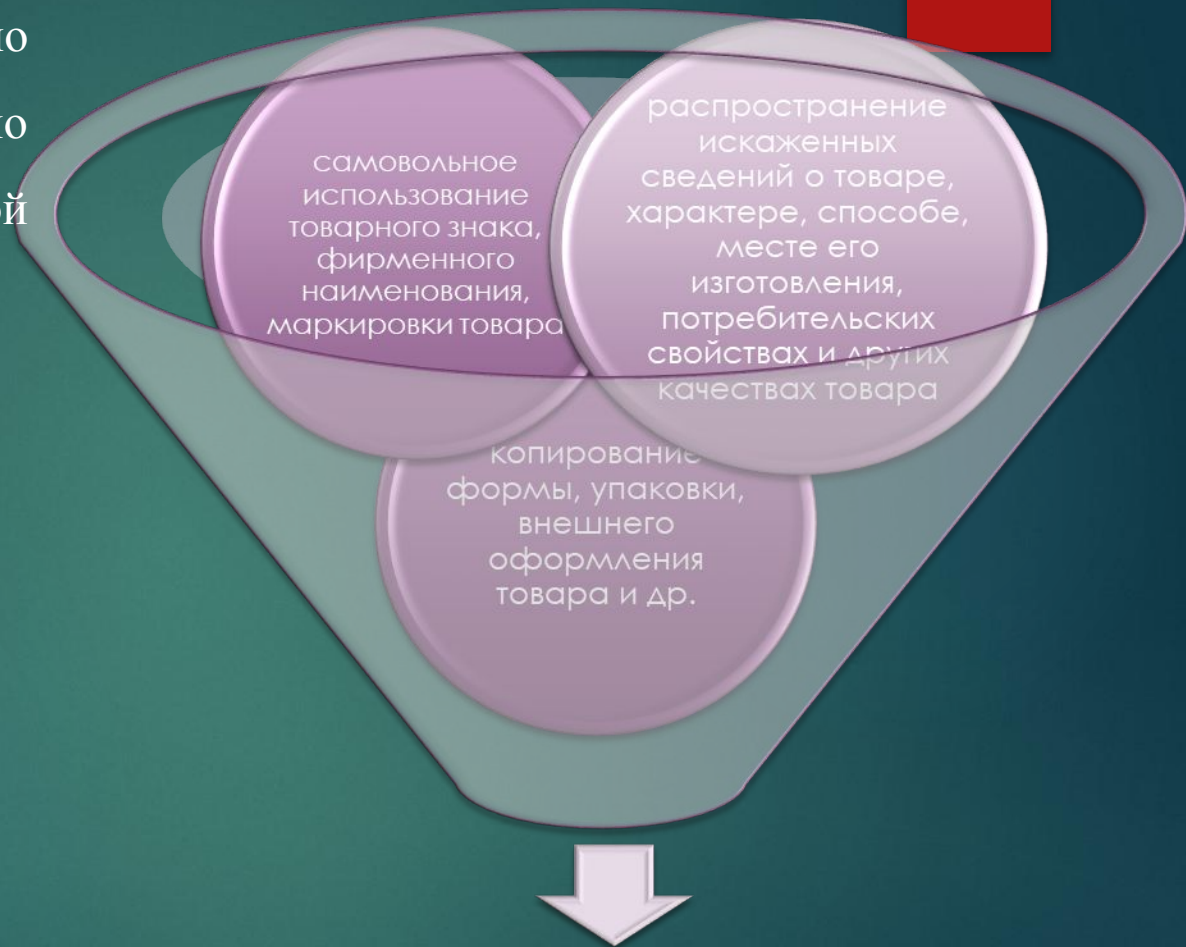 самовольное
использование
товарного знака,
фирменного
наименования,
маркировки товара
распространение
искаженных
сведений о товаре,
характере, способе,
месте его
изготовления,
потребительских
свойствах и других
качествах товара
копирование
формы, упаковки,
внешнего
оформления
товара и др.